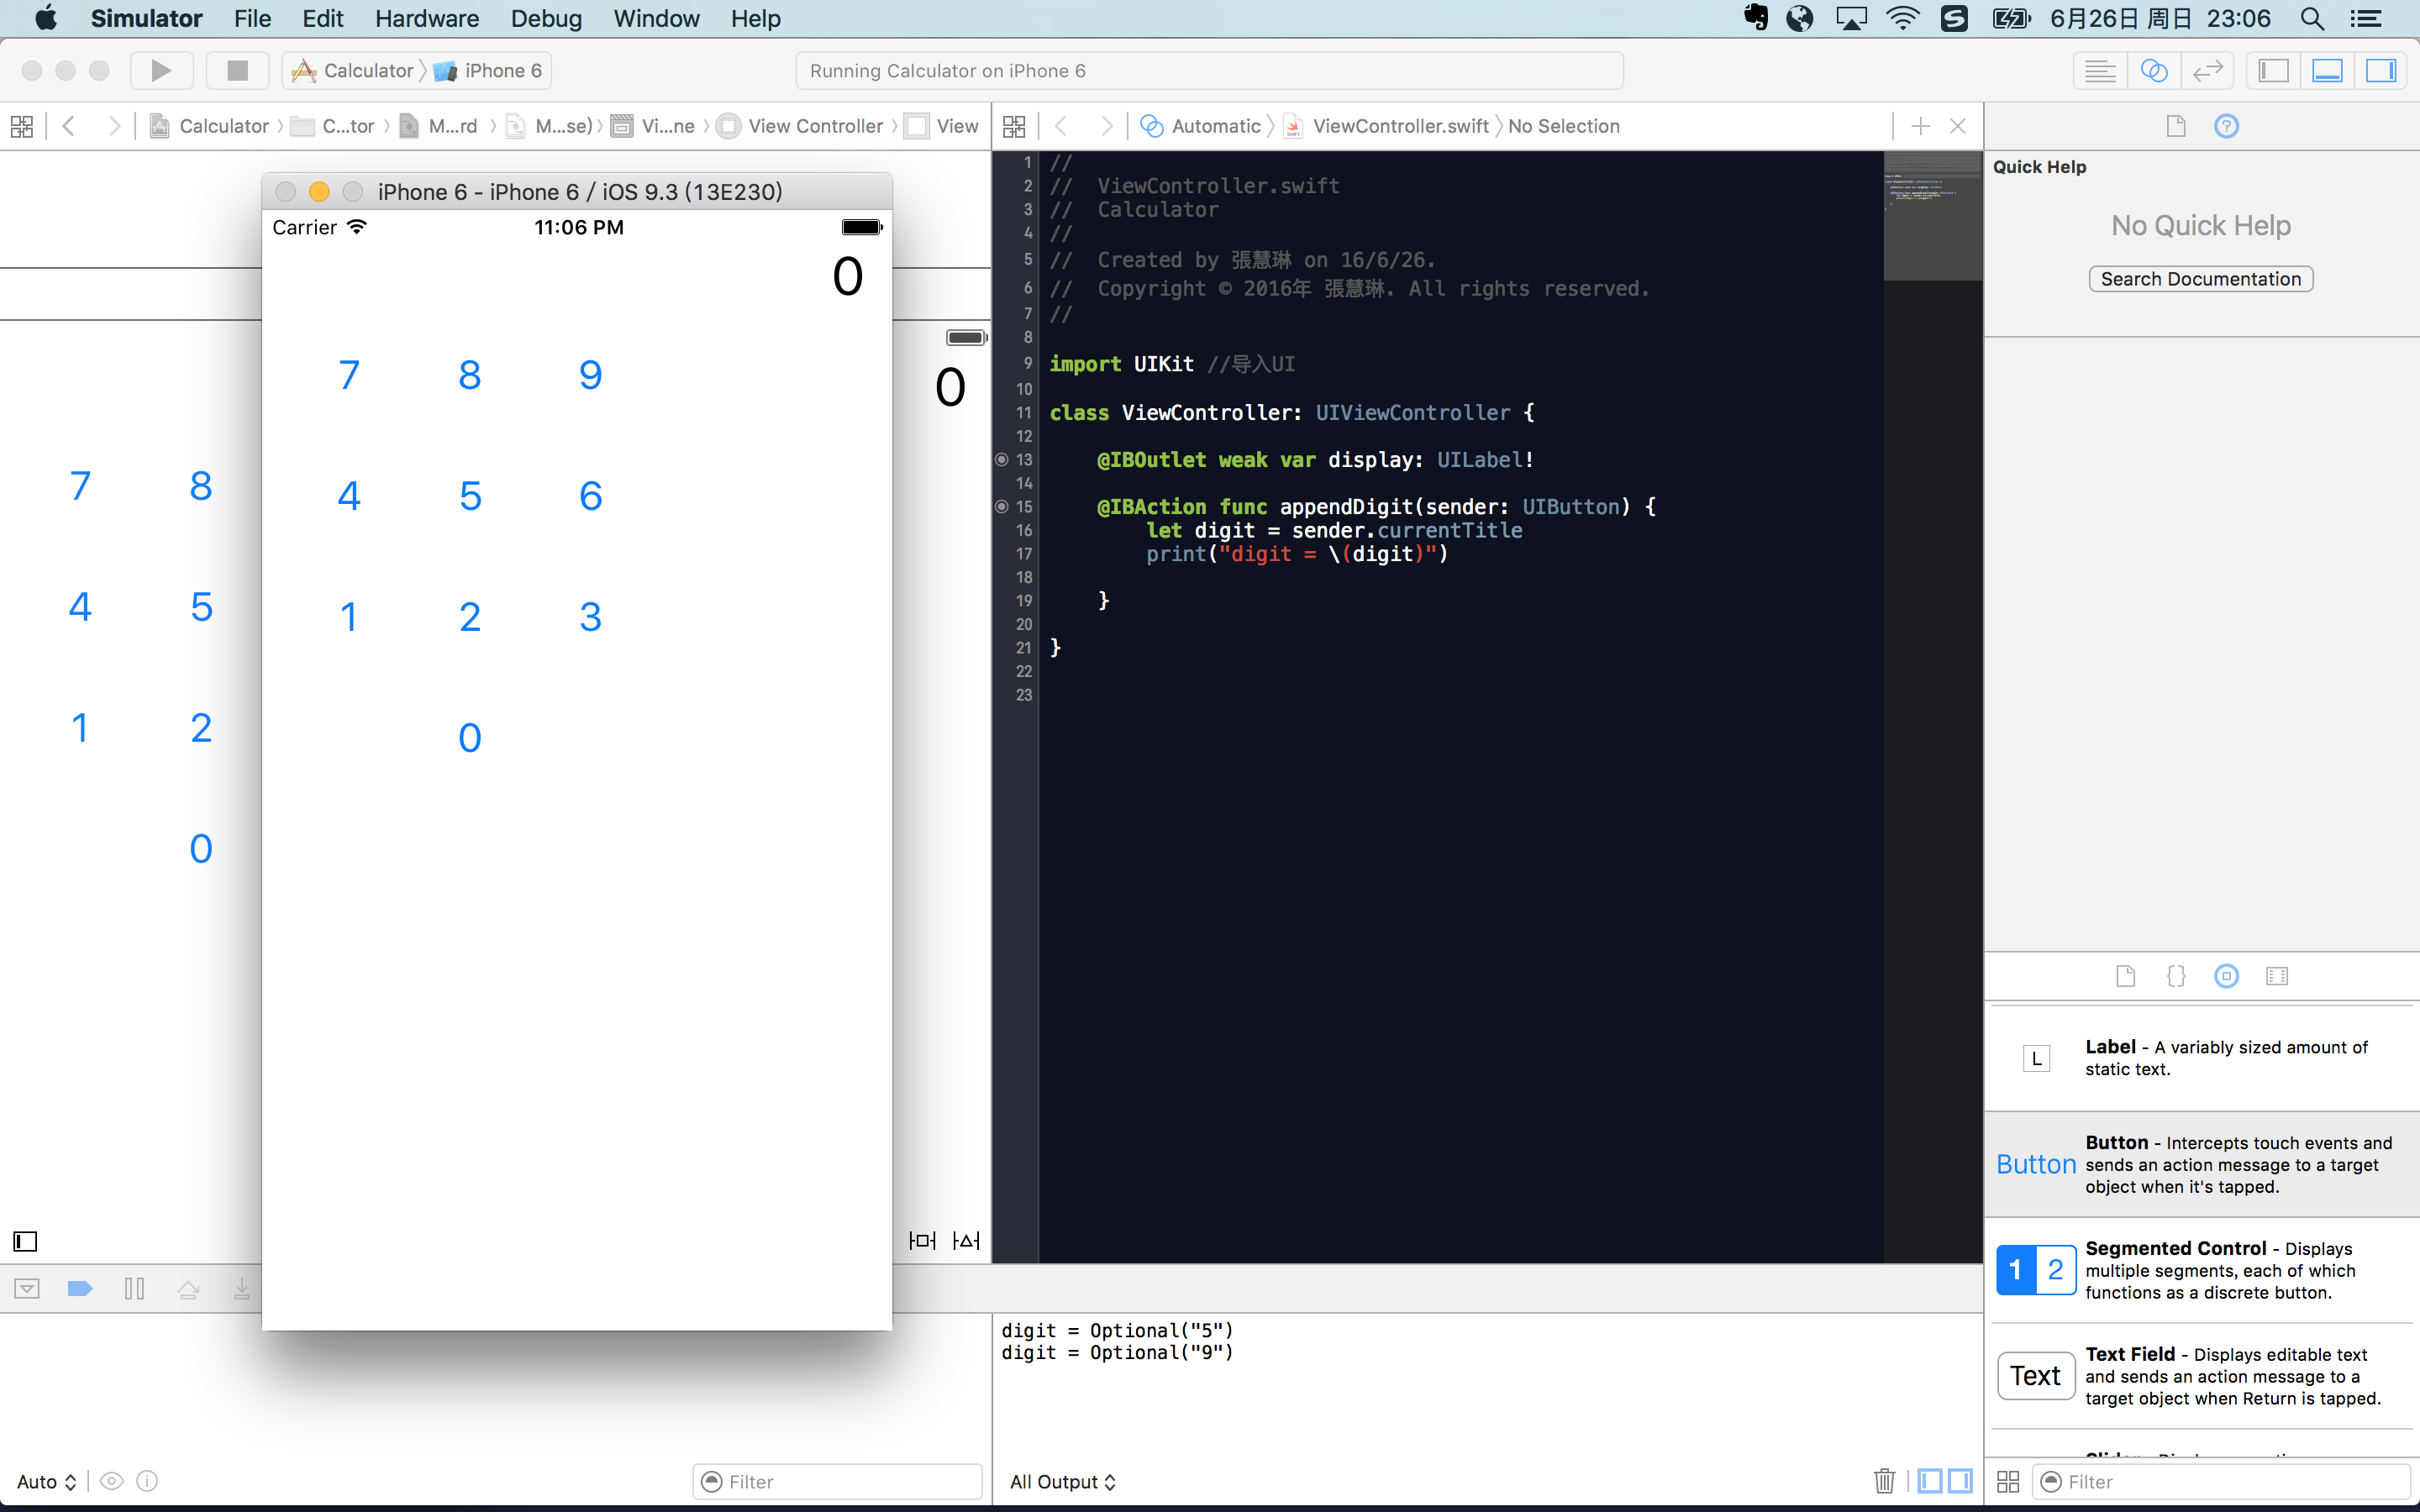 Simulator File Edit Hardware Debug Window Help 6月26日 周日 23:06
Calculator iPhone 6
Running Calculator on iPhone 6
Calculator C...tor M...rd M...se) Vi...ne View Controller View
Automatic ViewController.swift No Selection
iPhone 6 - iPhone 6 / iOS 9.3 (13E230)
Carrier 11:06 PM
0
7 8 9
4 5 6
1 2 3
0
0
7 8
4 5
1 2
0
1 //
2 // ViewController.swift
3 // Calculator
4 //
5 // Created by 張慧琳 on 16/6/26.
6 // Copyright © 2016年 張慧琳. All rights reserved.
7 //
8
9 import UIKit //导入UI
10
11 class ViewController: UIViewController {
12
13 @IBOutlet weak var display: UILabel!
14
15 @IBAction func appendDigit(sender: UIButton) {
16 let digit = sender.currentTitle
17 print("digit = \(digit)")
18
19 }
20
21 }
22
23
Quick Help
No Quick Help
Search Documentation
L
Label - A variably sized amount of
static text.
Button
Button - Intercepts touch events and
sends an action message to a target
object when it's tapped.
1 2
Segmented Control - Displays
multiple segments, each of which
functions as a discrete button.
Text
Text Field - Displays editable text
and sends an action message to a
target object when Return is tapped.
digit = Optional("5")
digit = Optional("9")
Auto
Filter
All Output
Filter